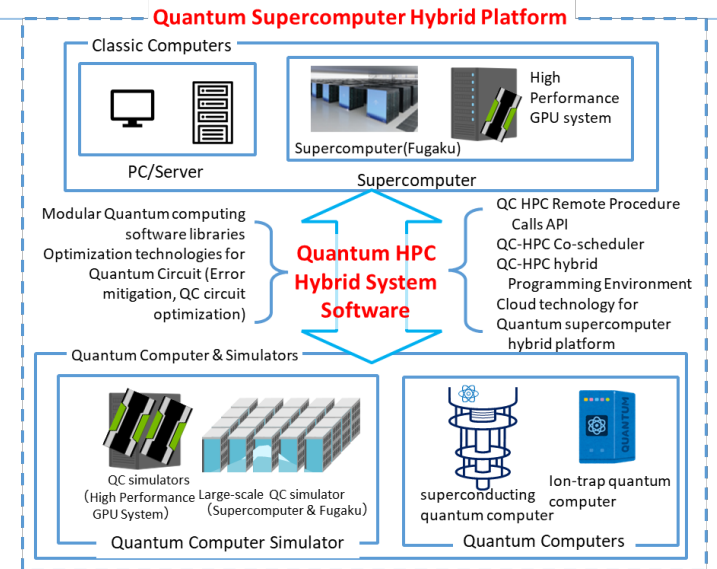 Quantum Supercomputer Hybrid Platform
Classic Computers
PC/Server
Supercomputer(Fugaku)
High
Performance
GPU system
Supercomputer
Modular Quantum computing
software libraries
Optimization technologies for
Quantum Circuit (Error
mitigation, QC circuit
optimization)
Quantum HPC
Hybrid System
Software
QC HPC Remote Procedure
Calls API
QC-HPC Co-scheduler
QC-HPC hybrid
Programming Environment
Cloud technology for
Quantum supercomputer
hybrid platform
Quantum Computer & Simulators
QC simulators
(High Performance
GPU System)
Large-scale QC simulator
(Supercomputer & Fugaku)
Quantum Computer Simulator
superconducting
quantum computer
QUANTUM
Ion-trap quantum
computer
Quantum Computers